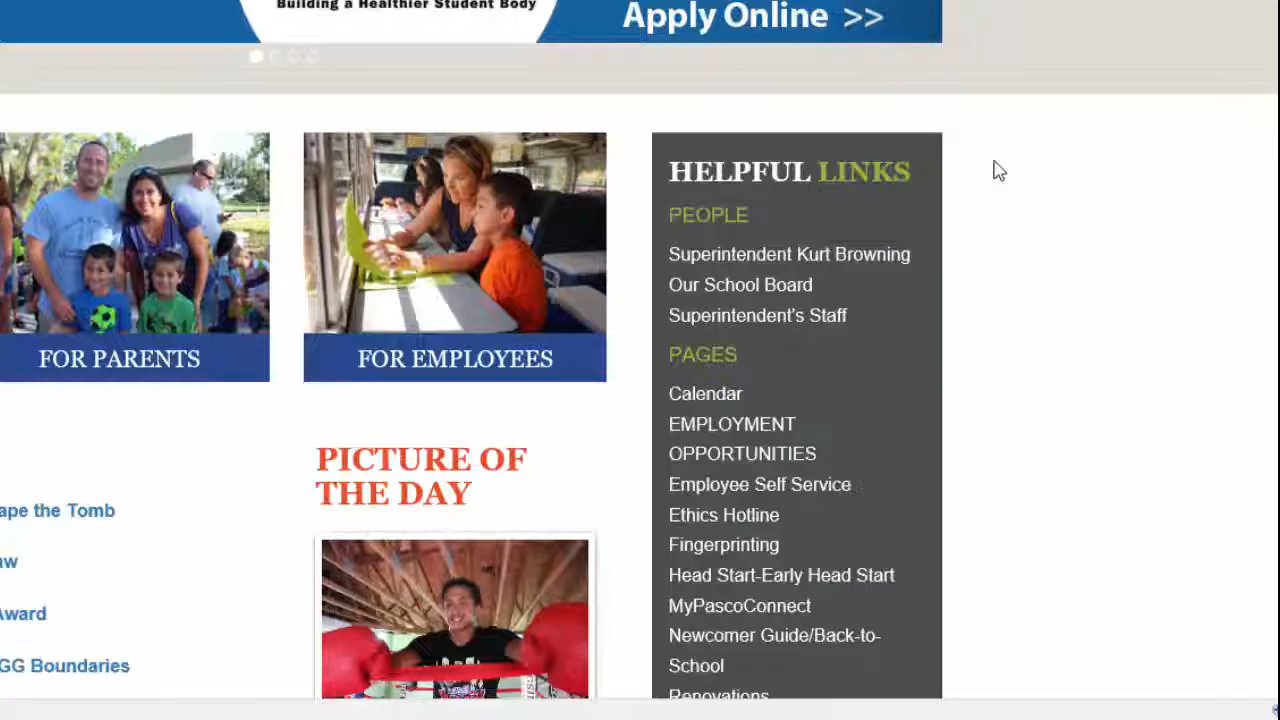 Building a Healthier Student Body
Apply Online >>
FOR PARENTS
FOR EMPLOYEES
HELPFUL LINKS
PEOPLE
Superintendent Kurt Browning
Our School Board
Superintendent's Staff
PAGES
Calendar
EMPLOYMENT
OPPORTUNITIES
Employee Self Service
Ethics Hotline
Fingerprinting
Head Start-Early Head Start
MyPascoConnect
Newcomer Guide/Back-to-
School
Renovations
PICTURE OF
THE DAY
ape the Tomb
aw
Award
GG Boundaries